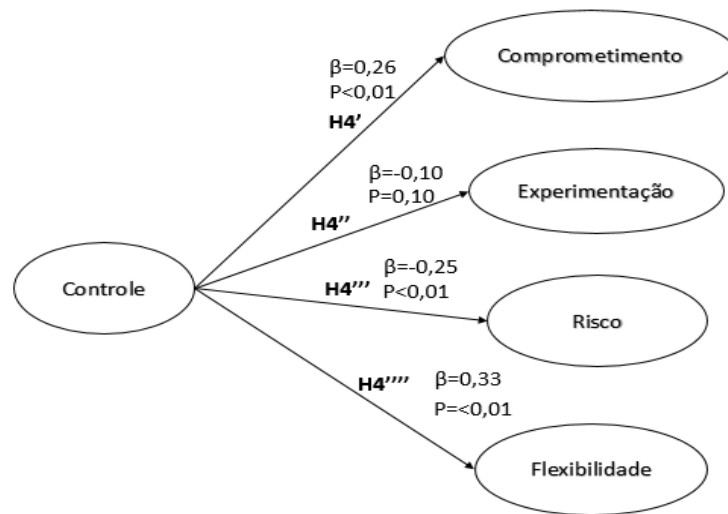 Comprometimento
β=0,26
P<0,01
H4'
β=-0,10
P=0,10
Experimentação
H4''
Controle
β=-0,25
P<0,01
H4'''
Risco
H4''''
β=0,33
P=<0,01
Flexibilidade